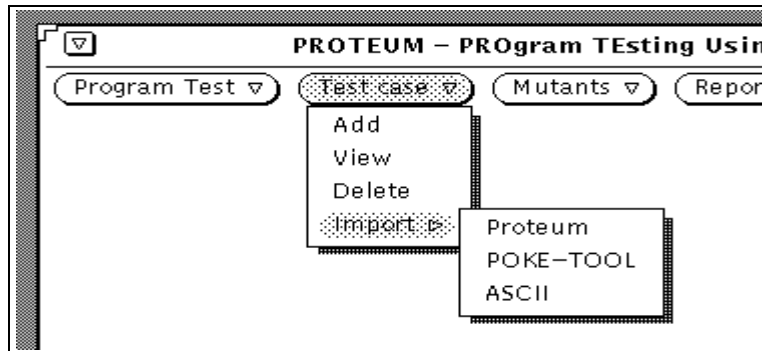 PROTEUM – PROgram TEsting Usin
Program Test Test case Mutants Repor
Add
View
Delete
Import
Proteum
POKE–TOOL
ASCII